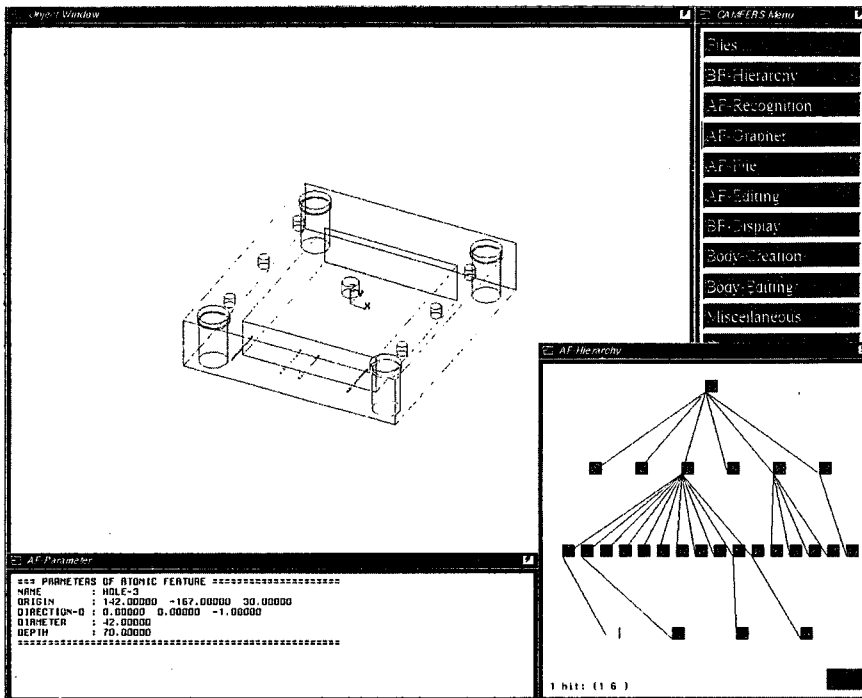 Object Window
CAMFERS Menu
Files
BF-Hierarchy
AF-Recognition
AF-Grapher
AF-File
AF-Editing
BF-Display
Body-Creation
Body-Editing
Miscellaneous
X
AF Hierarchy
1 hit: (1 6 )
AF-Parameter
=== PARMETERS OF ATOMIC FEATURE =====================
NAME : HOLE-3
ORIGIN : 142.00000 -167.00000 30.00000
DIRECTION-D : 0.00000 0.00000 -1.00000
DIAMETER : 42.00000
DEPTH : 70.00000